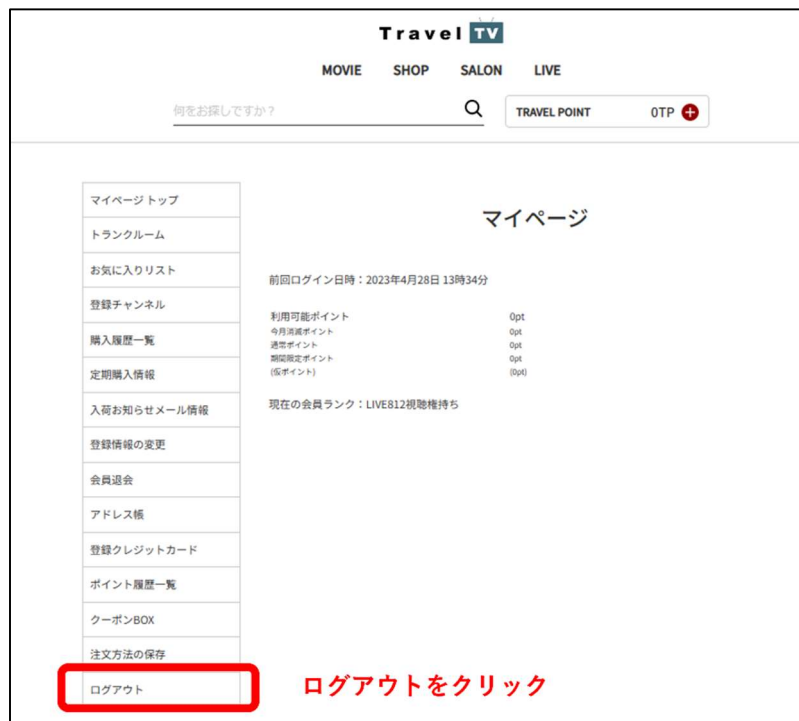 Travel TV
MOVIE SHOP SALON LIVE
何をお探しですか？
TRAVEL POINT 0TP
マイページ トップ
トランクルーム
お気に入りリスト
登録チャンネル
購入履歴一覧
定期購入情報
入荷お知らせメール情報
登録情報の変更
会員退会
アドレス帳
登録クレジットカード
ポイント履歴一覧
クーポンBOX
注文方法の保存
ログアウト
マイページ
前回ログイン日時：2023年4月28日 13時34分
利用可能ポイント 0pt
今月消滅ポイント 0pt
通常ポイント 0pt
期間限定ポイント 0pt
(仮ポイント) (0pt)
現在の会員ランク：LIVE812視聴権持ち
ログアウトをクリック